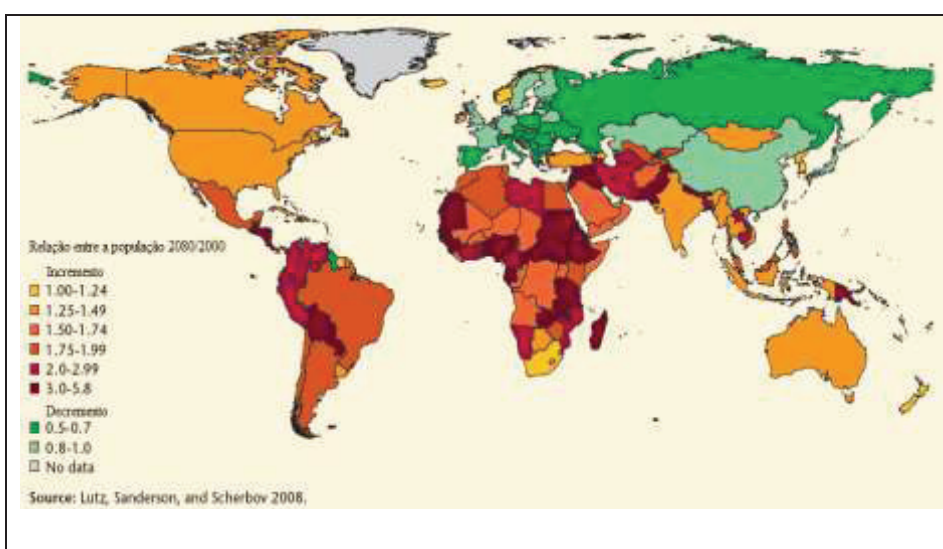 Relação entre a população 2080/2000
Incremento
1.00-1.24
1.25-1.49
1.50-1.74
1.75-1.99
2.0-2.99
3.0-5.8
Decremento
0.5-0.7
0.8-1.0
No data
Source: Lutz, Sanderson, and Scherbov 2008.